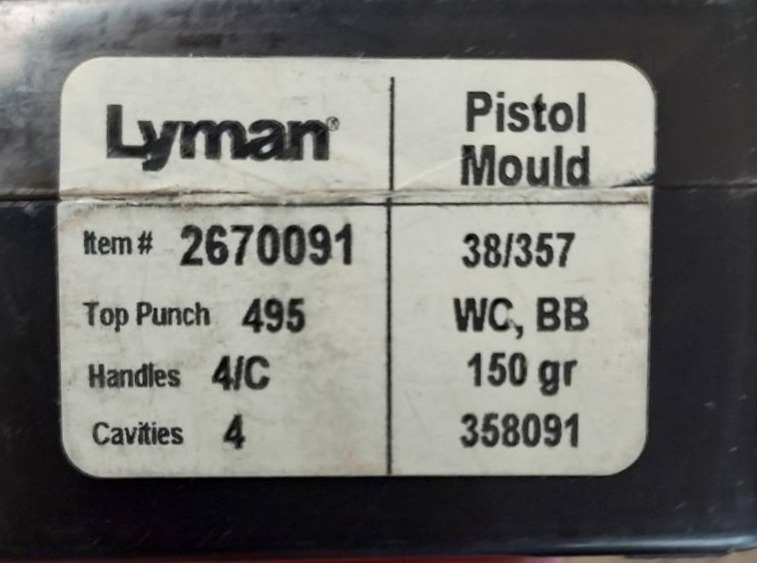 Lyman®
Pistol
Mould
Item # 2670091
38/357
Top Punch 495
WC, BB
Handles 4/C
150 gr
Cavities 4
358091